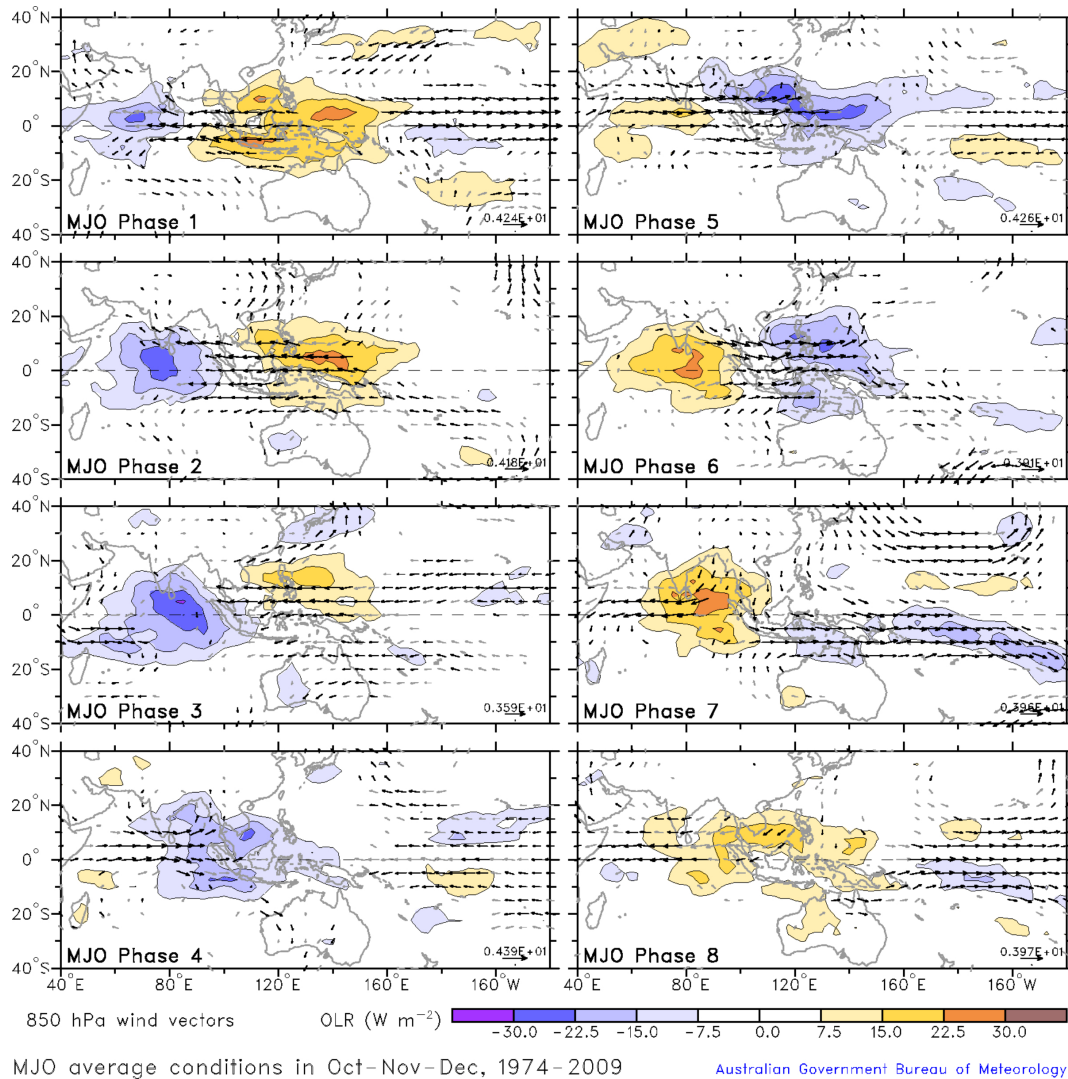 40°N 20°N 0° 20°S 40°S
MJO Phase 1 0.424E+01
MJO Phase 5 0.426E+01
40°N 20°N 0° 20°S 40°S
MJO Phase 2 0.418E+01
MJO Phase 6 0.391E+01
40°N 20°N 0° 20°S 40°S
MJO Phase 3 0.359E+01
MJO Phase 7 0.396E+01
40°N 20°N 0° 20°S 40°S
MJO Phase 4 0.439E+01
MJO Phase 8 0.397E+01
40°E 80°E 120°E 160°E 160°W 40°E 80°E 120°E 160°E 160°W
850 hPa wind vectors OLR (W m⁻²) -30.0 -22.5 -15.0 -7.5 0.0 7.5 15.0 22.5 30.0
MJO average conditions in Oct-Nov-Dec, 1974-2009 Australian Government Bureau of Meteorology